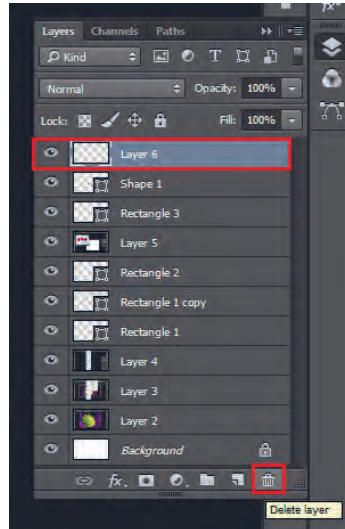 Layers Channels Paths
Kind T
Normal Opacity: 100%
Lock: Fill: 100%
Layer 6
Shape 1
Rectangle 3
Layer 5
Rectangle 2
Rectangle 1 copy
Rectangle 1
Layer 4
Layer 3
Layer 2
Background
fx.
Delete layer